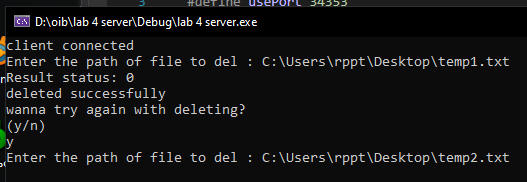 #define usePort 34353
D:\oib\lab 4 server\Debug\lab 4 server.exe
client connected
Enter the path of file to del : C:\Users\rppt\Desktop\temp1.txt
Result status: 0
deleted successfully
wanna try again with deleting?
(y/n)
y
Enter the path of file to del : C:\Users\rppt\Desktop\temp2.txt